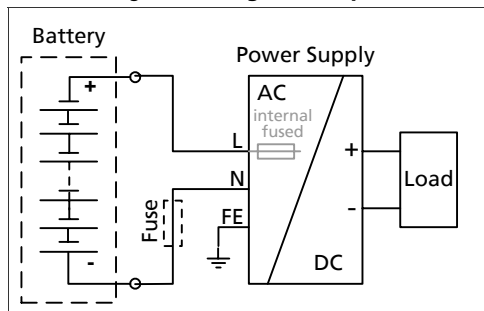 Battery
Power Supply
+
AC
internal
fused
L
N
Fuse
FE
+
-
Load
-
DC